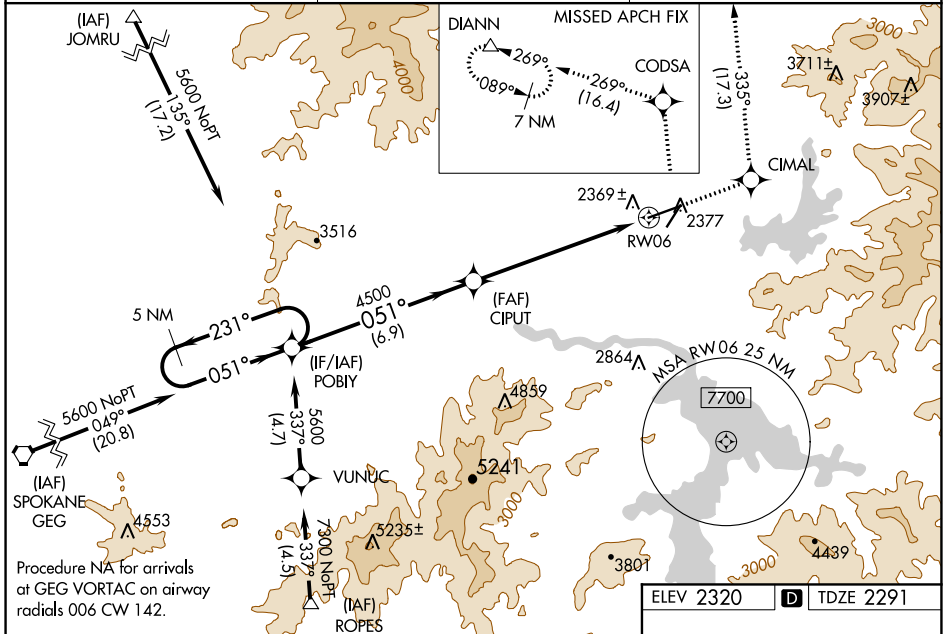 (IAF)
JOMRU
5600 NoPT
135°
(17.2)
4000
DIANN
MISSED APCH FIX
269°
089°
7 NM
269°
(16.4)
CODSA
335°
(17.3)
3000
3711±
3907±
CIMAL
2369±
2377
RW06
3516
5 NM
231°
051°
(IF/IAF)
POBIY
4500
051°
(6.9)
(FAF)
CIPUT
5600 NoPT
049°
(20.8)
(IAF)
SPOKANE
GEG
5600
337°
(4.7)
VUNUC
7300 NoPT
337°
(4.5)
(IAF)
ROPES
4859
5241
3000
5235±
4553
2864
MSA RW06 25 NM
7700
3801
4439
3000
Procedure NA for arrivals
at GEG VORTAC on airway
radials 006 CW 142.
ELEV 2320
D
TDZE 2291